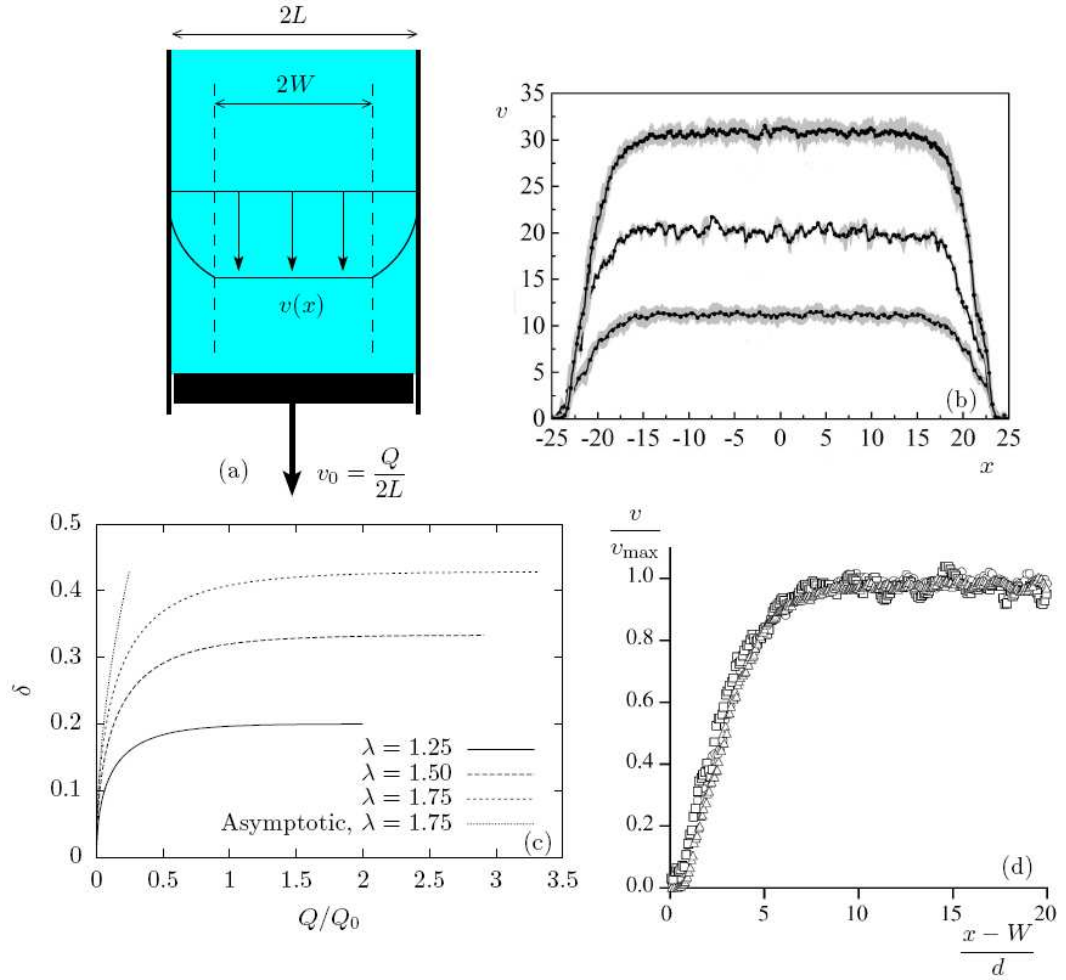 2L
2W
v(x)
(a)
v₀ = Q
2L
v
35
30
25
20
15
10
5
0
-25 -20 -15 -10 -5 0 5 10 15 20 25
x
(b)
δ
0.5
0.4
0.3
0.2
0.1
0
0 0.5 1 1.5 2 2.5 3 3.5
Q/Q₀
λ = 1.25
λ = 1.50
λ = 1.75
Asymptotic, λ = 1.75
(c)
v
vmax
1.0
0.8
0.6
0.4
0.2
0.0
0 5 10 15 20
x − W
d
(d)